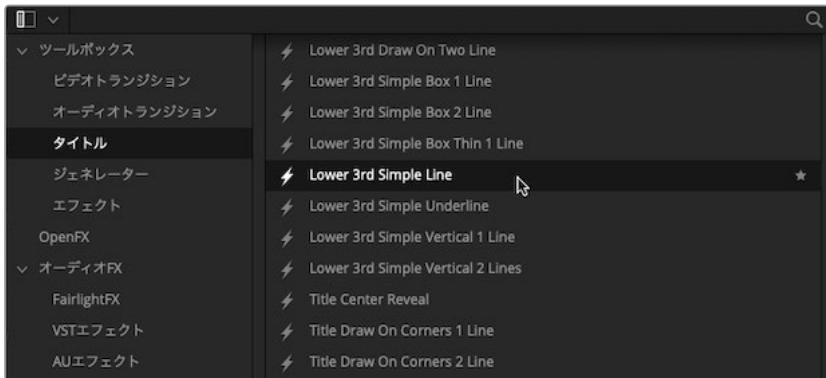 ツールボックス
ビデオトランジション
オーディオトランジション
タイトル
ジェネレーター
エフェクト
OpenFX
オーディオFX
FairlightFX
VSTエフェクト
AUエフェクト
Lower 3rd Draw On Two Line
Lower 3rd Simple Box 1 Line
Lower 3rd Simple Box 2 Line
Lower 3rd Simple Box Thin 1 Line
Lower 3rd Simple Line
Lower 3rd Simple Underline
Lower 3rd Simple Vertical 1 Line
Lower 3rd Simple Vertical 2 Lines
Title Center Reveal
Title Draw On Corners 1 Line
Title Draw On Corners 2 Line